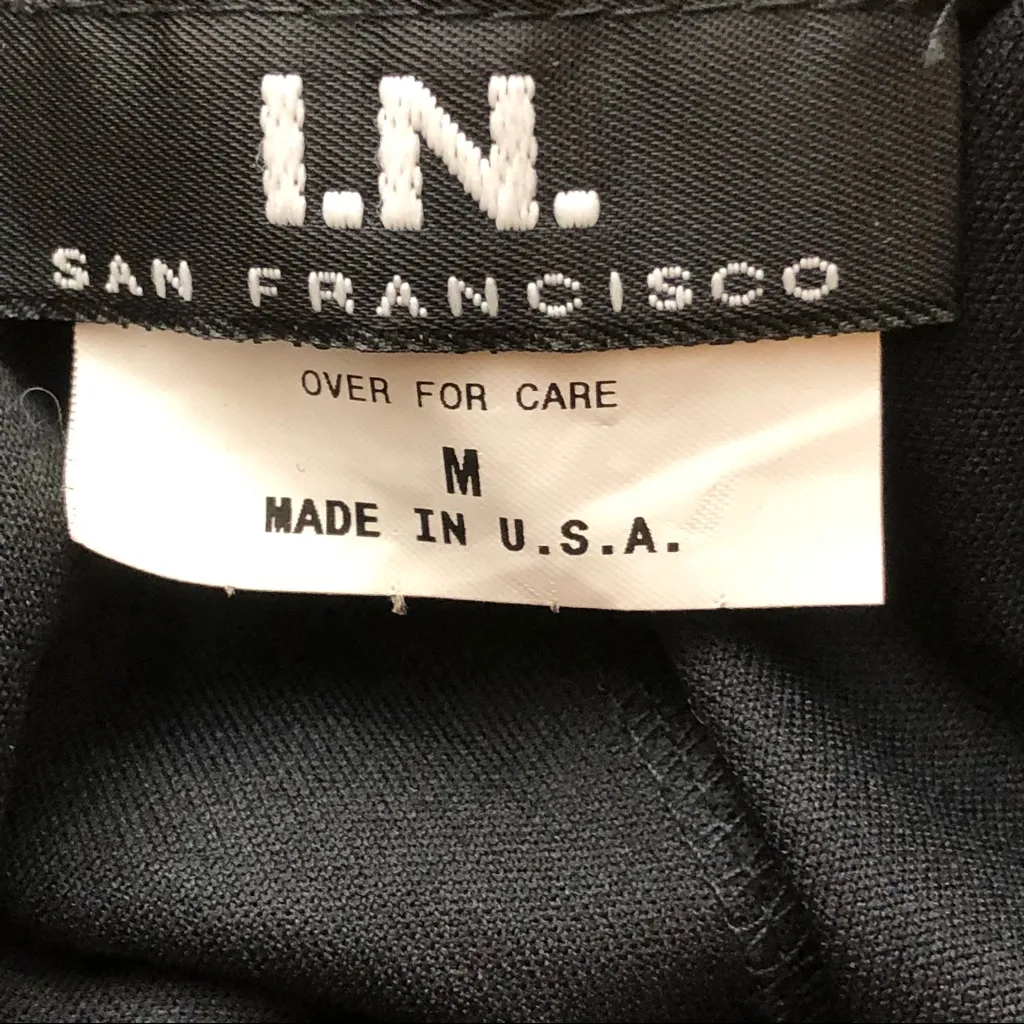 I.N.
SAN FRANCISCO
OVER FOR CARE
M
MADE IN U.S.A.